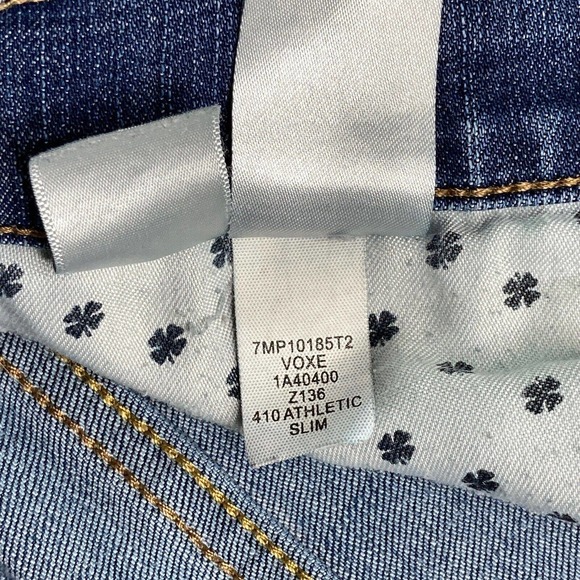 7MP10185T2
VOXE
1A40400
Z136
410 ATHLETIC
SLIM